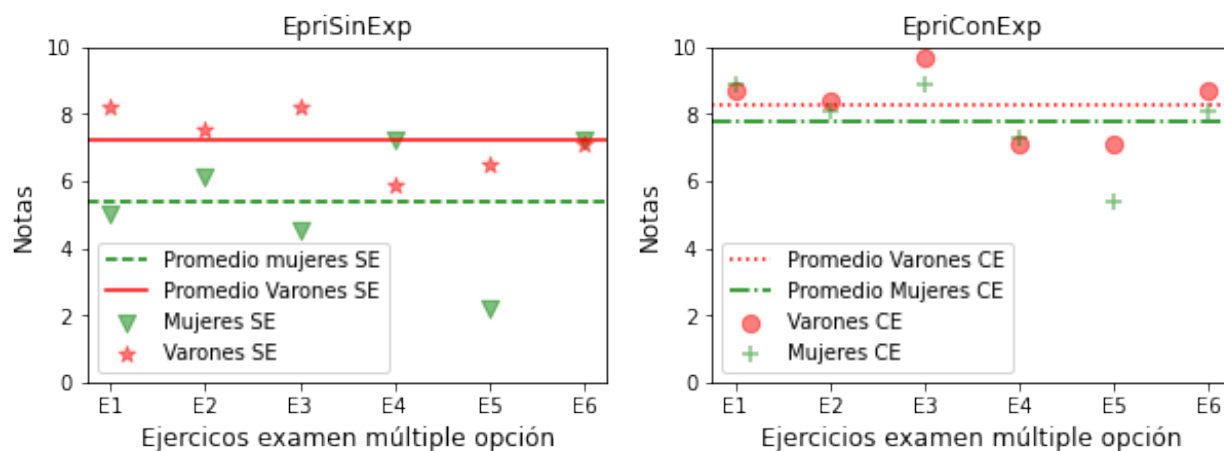 EpriSinExp
10
8
6
4
2
0
Notas
Promedio mujeres SE
Promedio Varones SE
Mujeres SE
Varones SE
E1 E2 E3 E4 E5 E6
Ejercicos examen múltiple opción
EpriConExp
10
8
6
4
2
0
Notas
Promedio Varones CE
Promedio Mujeres CE
Varones CE
Mujeres CE
E1 E2 E3 E4 E5 E6
Ejercicios examen múltiple opción